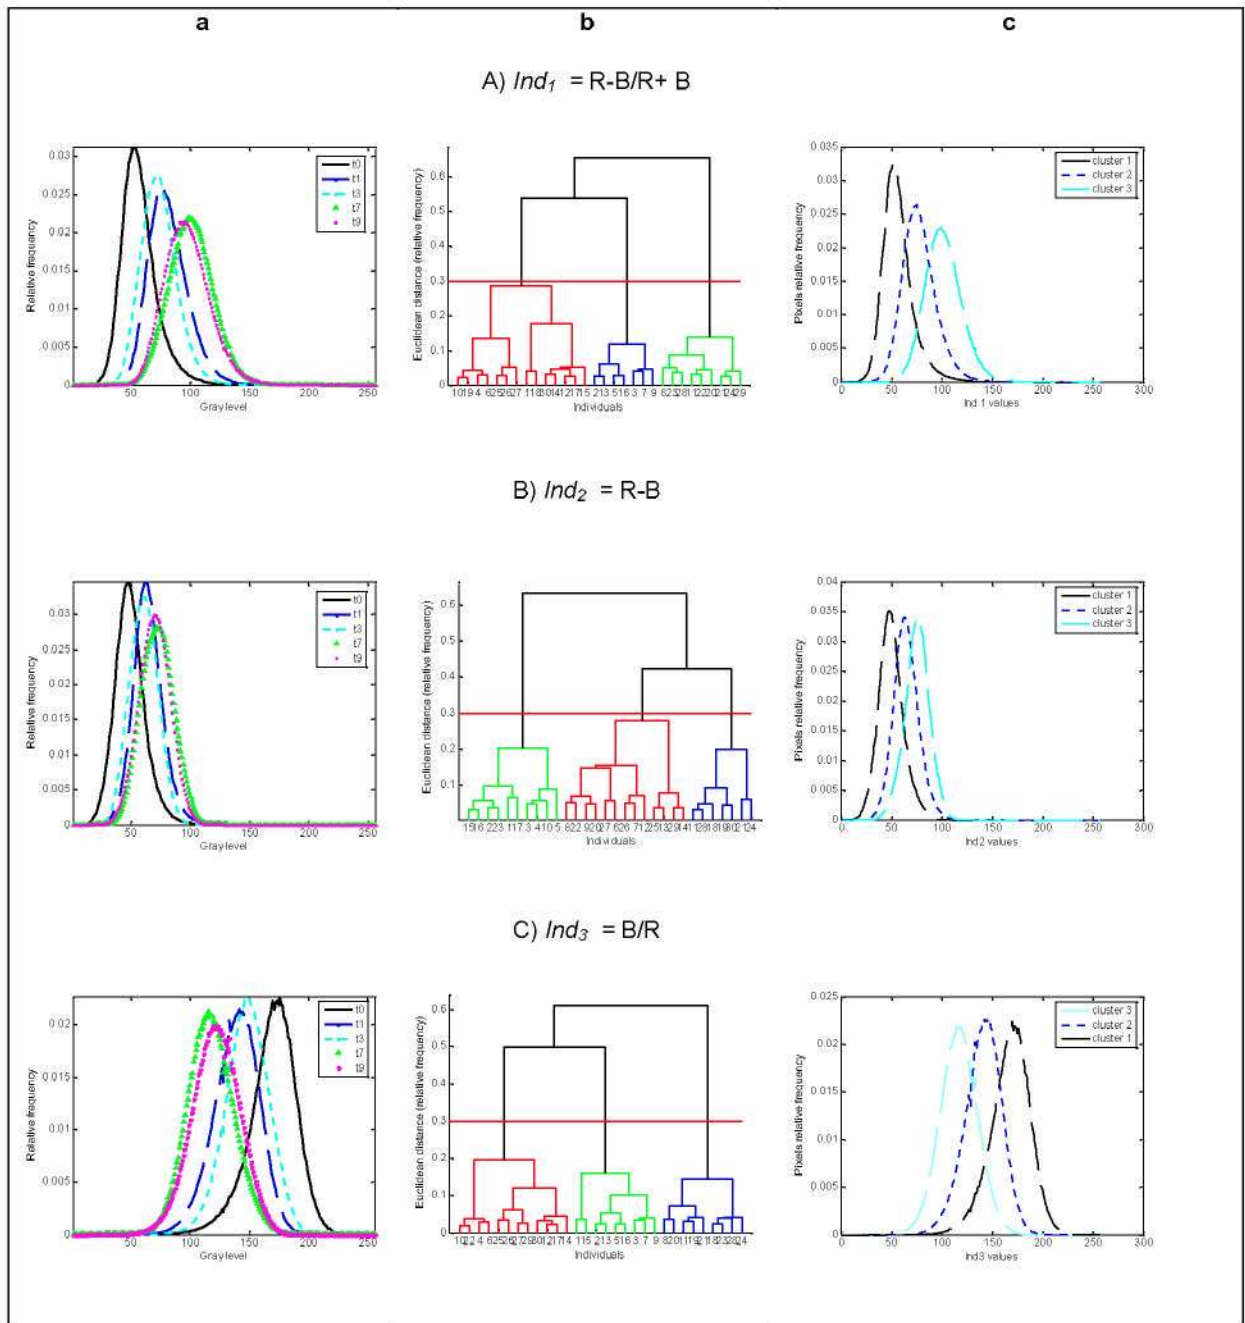 a
b
c
A) Ind1 = R-B/R+ B
0.03
0.025
0.02
0.015
0.01
0.005
0
50
100
150
200
250
Relative frequency
Gray level
t0
t1
t3
t7
t9
0.6
0.5
0.4
0.3
0.2
0.1
0
Euclidean distance (relative frequency)
Individuals
0.035
0.03
0.025
0.02
0.015
0.01
0.005
0
0
50
100
150
200
250
300
Pixels relative frequency
Ind 1 values
cluster 1
cluster 2
cluster 3
B) Ind2 = R-B
0.03
0.025
0.02
0.015
0.01
0.005
0
50
100
150
200
250
Relative frequency
Gray level
t0
t1
t3
t7
t9
0.6
0.5
0.4
0.3
0.2
0.1
Euclidean distance (relative frequency)
Individuals
0.04
0.035
0.03
0.025
0.02
0.015
0.01
0.005
0
0
50
100
150
200
250
300
Pixels relative frequency
Ind2 values
cluster 1
cluster 2
cluster 3
C) Ind3 = B/R
0.02
0.015
0.01
0.005
0
50
100
150
200
250
Relative frequency
Gray level
t0
t1
t3
t7
t9
0.6
0.5
0.4
0.3
0.2
0.1
0
Euclidean distance (relative frequency)
Individuals
0.025
0.02
0.015
0.01
0.005
0
0
50
100
150
200
250
300
Pixels relative frequency
Ind3 values
cluster 3
cluster 2
cluster 1